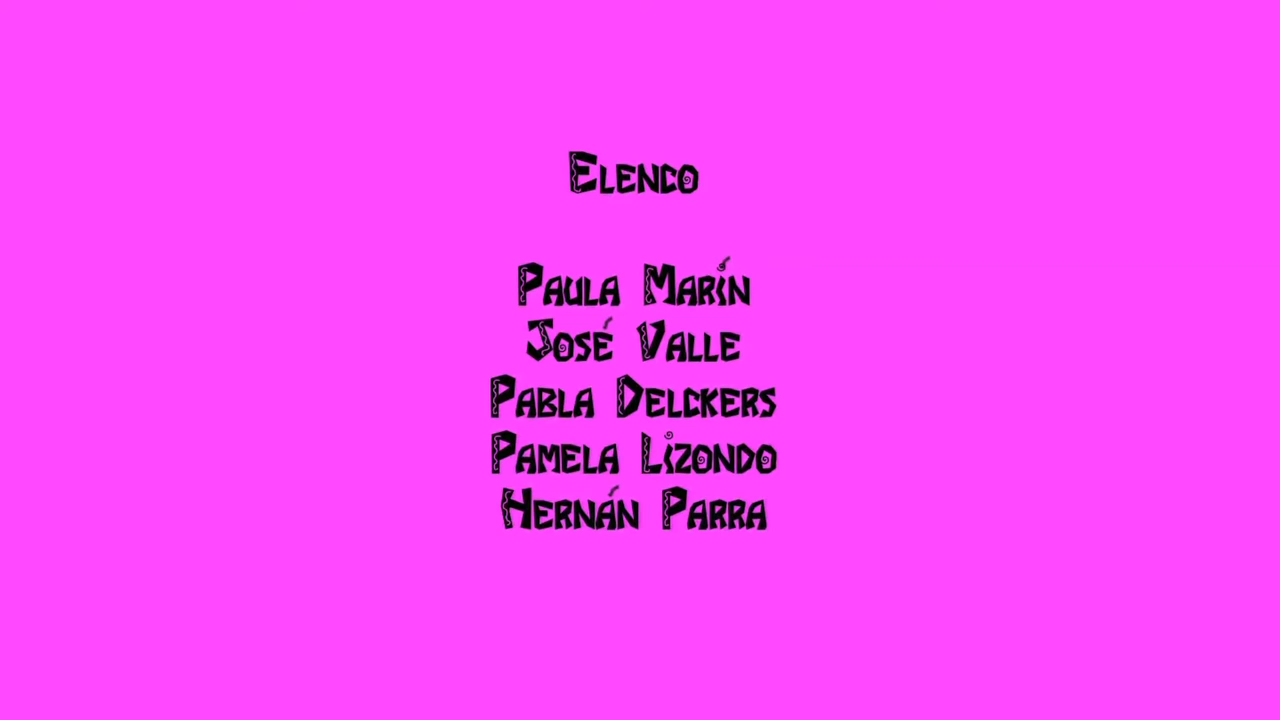 Elenco
Paula Marín
José Valle
Pabla Delckers
Pamela Lizondo
Hernán Parra